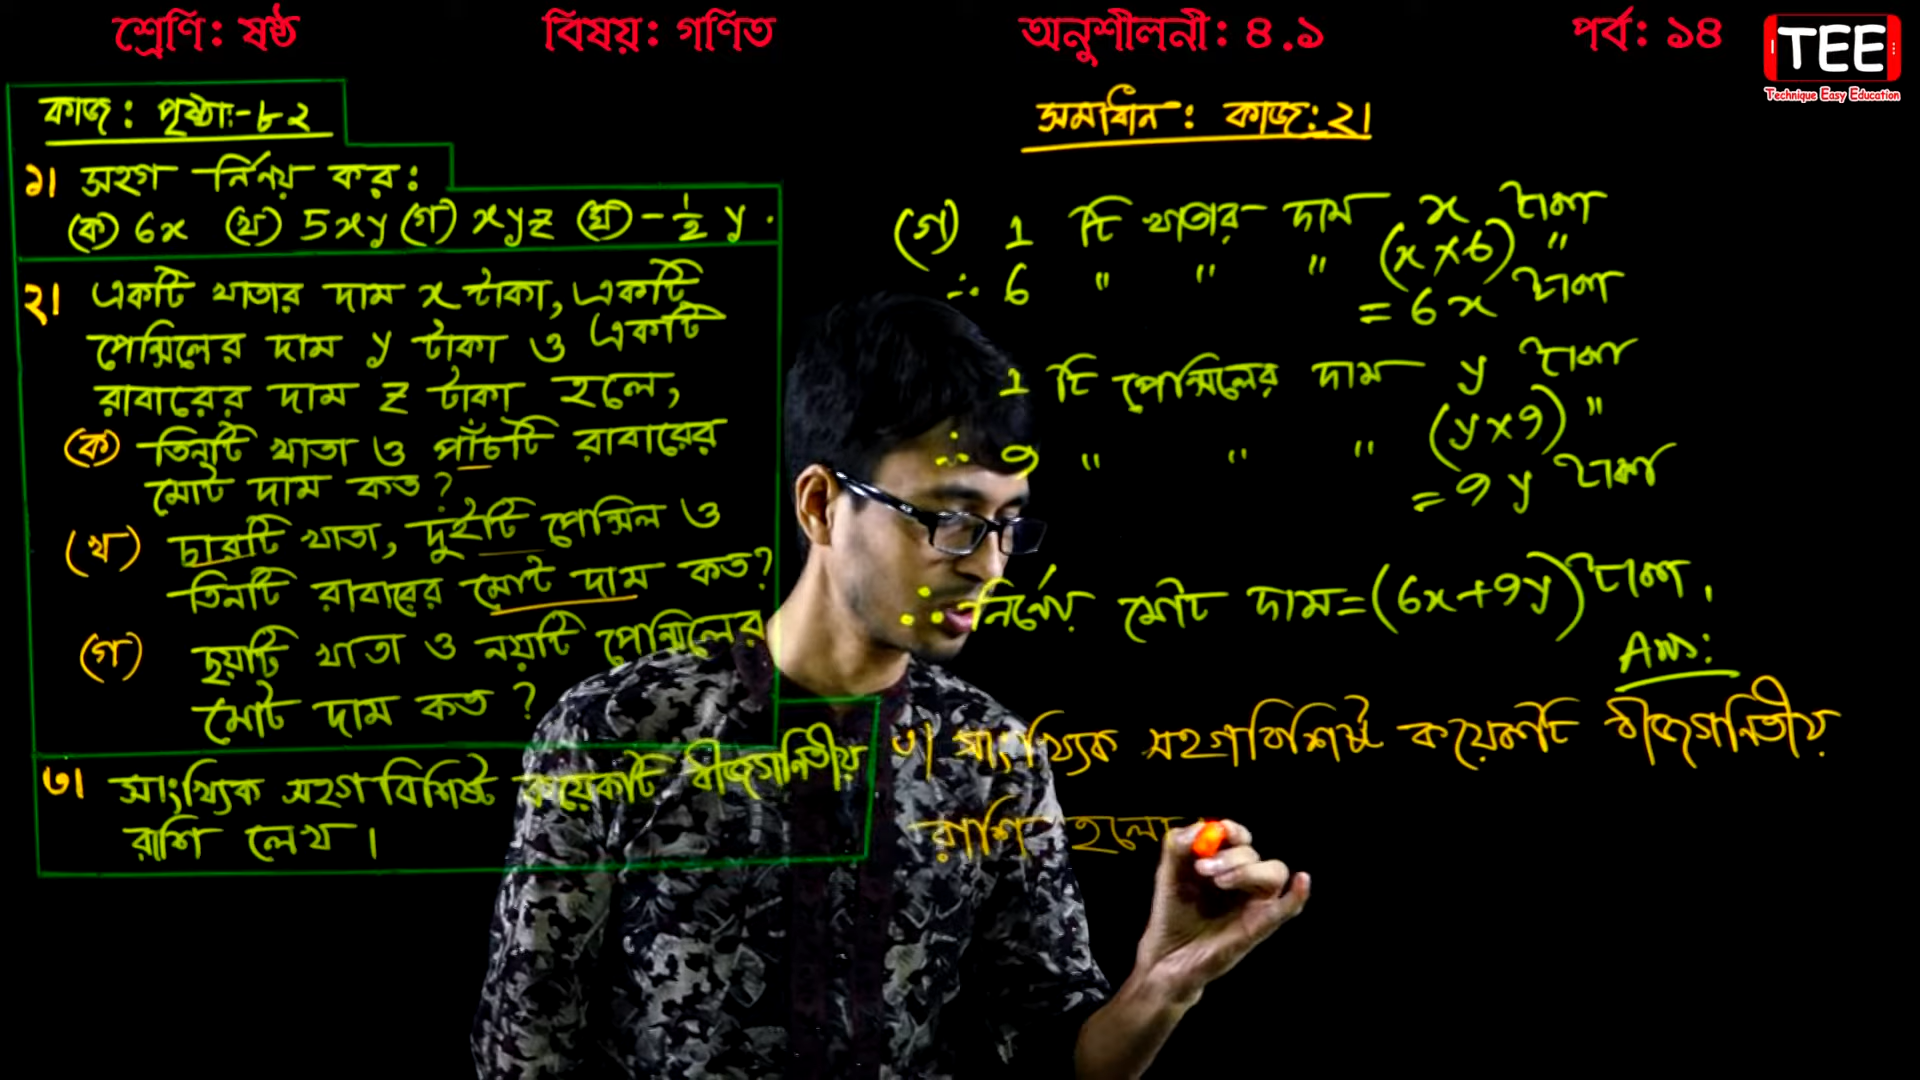 শ্রেণি: ষষ্ঠ
বিষয়: গণিত
অনুশীলনী: ৪.১
পর্ব: ১৪
TEE
Technique Easy Education
কাজ: পৃষ্ঠাঃ-৮২
১। সহগ নির্ণয় কর:
(ক) 6x (খ) 5xy (গ) xyz (ঘ) -1/2 y.
২। একটি খাতার দাম x টাকা, একটি
পেন্সিলের দাম y টাকা ও একটি
রাবারের দাম z টাকা হলে,
(ক) তিনটি খাতা ও পাঁচটি রাবারের
মোট দাম কত?
(খ) চারটি খাতা, দুইটি পেন্সিল ও
তিনটি রাবারের মোট দাম কত?
(গ) ছয়টি খাতা ও নয়টি পেন্সিলের
মোট দাম কত?
৩। সাংখ্যিক সহগ বিশিষ্ট কয়েকটি বীজগানিতীয়
রাশি লেখ।
সমাধান: কাজ: ২।
(গ) 1 টি খাতার দাম x টাকা
∴ 6 " " " (x×6) "
= 6x টাকা
1 টি পেন্সিলের দাম y টাকা
∴ 9 " " " (y×9) "
= 9y টাকা
∴ নির্ণেয় মোট দাম = (6x+9y) টাকা.
Ans:
৩। সাংখ্যিক সহগবিশিষ্ট কয়েকটি বীজগানিতীয়
রাশি হলো